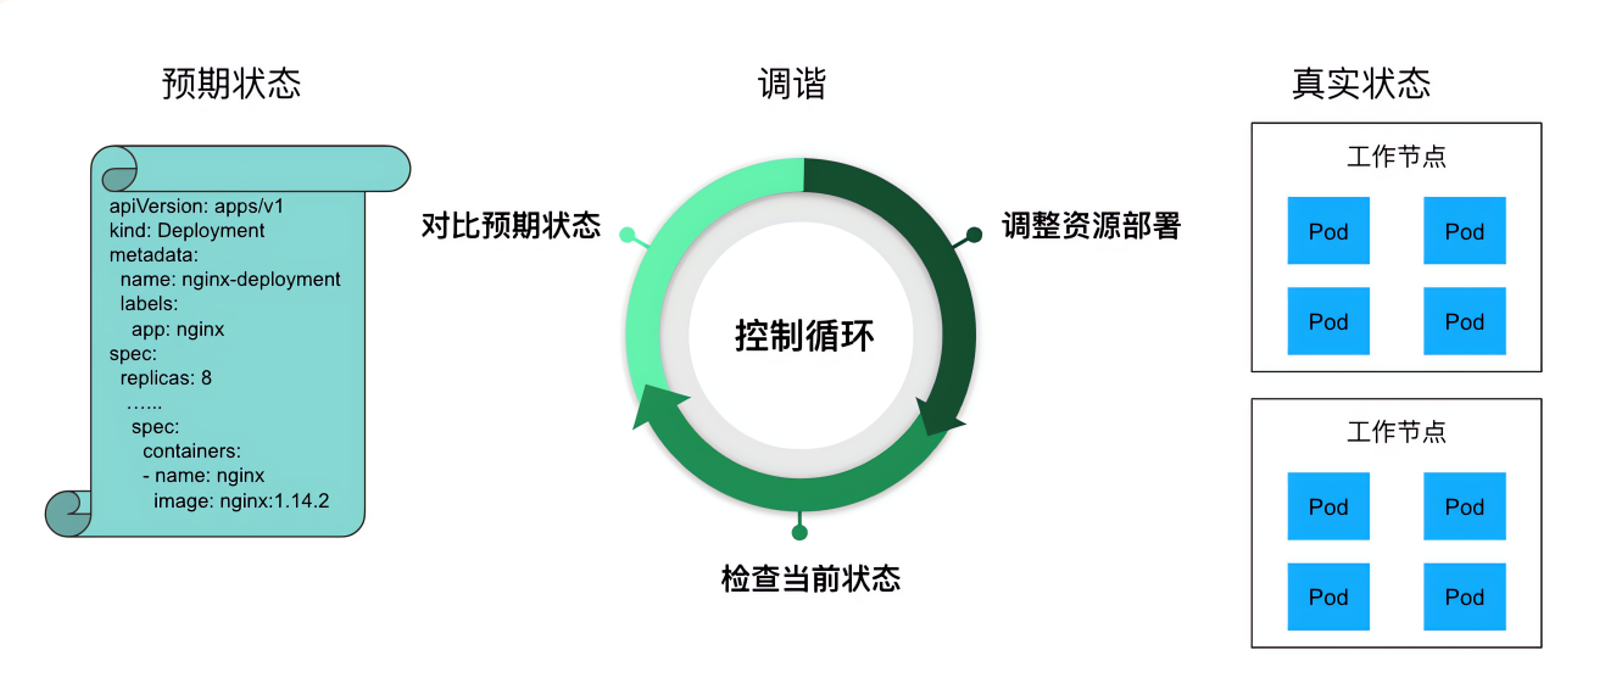 预期状态
apiVersion: apps/v1
kind: Deployment
metadata:
  name: nginx-deployment
  labels:
    app: nginx
spec:
  replicas: 8
  ......
    spec:
      containers:
      - name: nginx
        image: nginx:1.14.2
调谐
对比预期状态
调整资源部署
控制循环
检查当前状态
真实状态
工作节点
Pod Pod
Pod Pod
工作节点
Pod Pod
Pod Pod